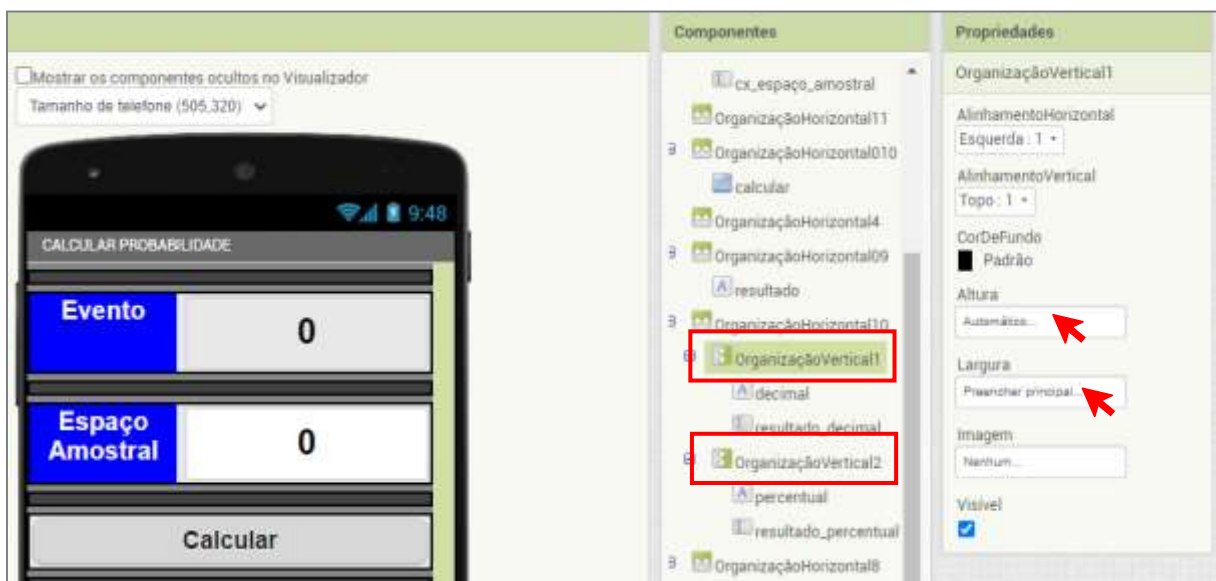 Mostrar os componentes ocultos no Visualizador
Tamanho de telefone (505,320)
9:48
CALCULAR PROBABILIDADE
Evento
0
Espaço
Amostral
0
Calcular
Componentes
cx_espaço_amostral
OrganizaçãoHorizontal11
OrganizaçãoHorizontal010
calcular
OrganizaçãoHorizontal4
OrganizaçãoHorizontal09
resultado
OrganizaçãoHorizontal10
OrganizaçãoVertical1
decimal
resultado_decimal
OrganizaçãoVertical2
percentual
resultado_percentual
OrganizaçãoHorizontal8
Propriedades
OrganizaçãoVertical1
AlinhamentoHorizontal
Esquerda : 1
AlinhamentoVertical
Topo : 1
CorDeFundo
Padrão
Altura
Automático...
Largura
Preencher principal...
Imagem
Nenhum...
Visível